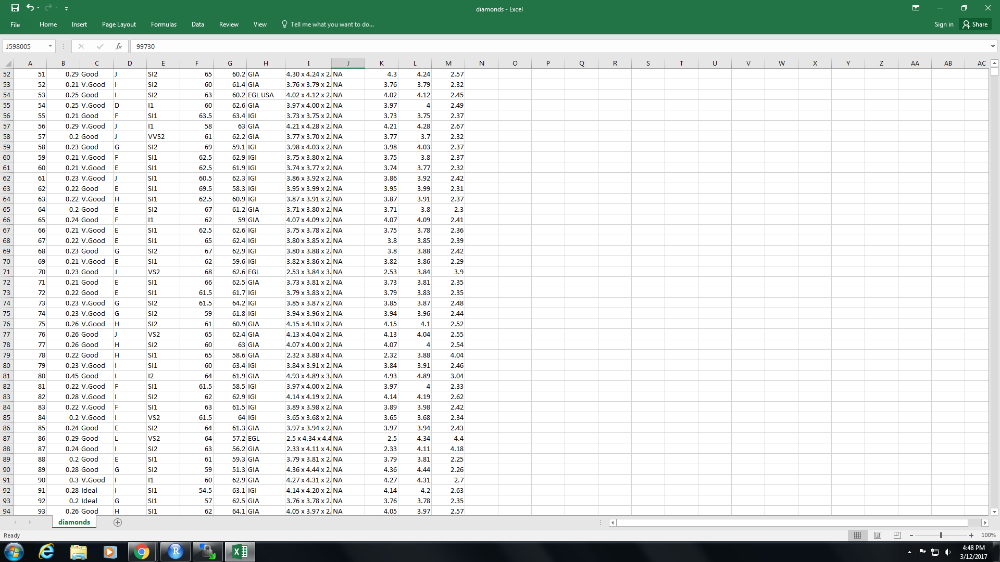 diamonds - Excel
File Home Insert Page Layout Formulas Data Review View Tell me what you want to do... Sign in Share
J598005 fx 99730
A B C D E F G H I J K L M N O P Q R S T U V W X Y Z AA AB AC
52 51 0.29 Good J SI2 65 60.2 GIA 4.30 x 4.24 x 2. NA 4.3 4.24 2.57
53 52 0.21 V.Good I SI2 60 61.4 GIA 3.76 x 3.79 x 2. NA 3.76 3.79 2.32
54 53 0.25 Good I SI2 63 60.2 EGL USA 4.02 x 4.12 x 2. NA 4.02 4.12 2.45
55 54 0.25 V.Good D I1 60 62.6 GIA 3.97 x 4.00 x 2. NA 3.97 4 2.49
56 55 0.21 Good F SI1 63.5 63.4 IGI 3.73 x 3.75 x 2. NA 3.73 3.75 2.37
57 56 0.29 V.Good J I1 58 63 GIA 4.21 x 4.28 x 2. NA 4.21 4.28 2.67
58 57 0.2 Good J VVS2 61 62.2 GIA 3.77 x 3.70 x 2. NA 3.77 3.7 2.32
59 58 0.23 Good G SI2 69 59.1 IGI 3.98 x 4.03 x 2. NA 3.98 4.03 2.37
60 59 0.21 V.Good F SI1 62.5 62.9 IGI 3.75 x 3.80 x 2. NA 3.75 3.8 2.37
61 60 0.21 V.Good E SI1 62.5 61.9 IGI 3.74 x 3.77 x 2. NA 3.74 3.77 2.32
62 61 0.23 V.Good J SI1 60.5 62.3 IGI 3.86 x 3.92 x 2. NA 3.86 3.92 2.42
63 62 0.22 Good E SI1 69.5 58.3 IGI 3.95 x 3.99 x 2. NA 3.95 3.99 2.31
64 63 0.22 V.Good H SI1 62.5 60.9 IGI 3.87 x 3.91 x 2. NA 3.87 3.91 2.37
65 64 0.2 Good E SI2 67 61.2 GIA 3.71 x 3.80 x 2. NA 3.71 3.8 2.3
66 65 0.24 Good F I1 62 59 GIA 4.07 x 4.09 x 2. NA 4.07 4.09 2.41
67 66 0.21 V.Good E SI1 62.5 62.6 IGI 3.75 x 3.78 x 2. NA 3.75 3.78 2.36
68 67 0.22 V.Good E SI1 65 62.4 IGI 3.80 x 3.85 x 2. NA 3.8 3.85 2.39
69 68 0.23 Good G SI2 67 62.9 IGI 3.80 x 3.88 x 2. NA 3.8 3.88 2.42
70 69 0.21 V.Good E SI1 62 59.6 IGI 3.82 x 3.86 x 2. NA 3.82 3.86 2.29
71 70 0.23 Good J VS2 68 62.6 EGL 2.53 x 3.84 x 3. NA 2.53 3.84 3.9
72 71 0.21 Good E SI1 66 62.5 GIA 3.73 x 3.81 x 2. NA 3.73 3.81 2.35
73 72 0.22 Good E SI1 61.5 61.7 IGI 3.79 x 3.83 x 2. NA 3.79 3.83 2.35
74 73 0.23 V.Good G SI2 61.5 64.2 IGI 3.85 x 3.87 x 2. NA 3.85 3.87 2.48
75 74 0.23 V.Good G SI2 59 61.8 IGI 3.94 x 3.96 x 2. NA 3.94 3.96 2.44
76 75 0.26 V.Good H SI2 61 60.9 GIA 4.15 x 4.10 x 2. NA 4.15 4.1 2.52
77 76 0.26 Good J VS2 65 62.4 GIA 4.13 x 4.04 x 2. NA 4.13 4.04 2.55
78 77 0.26 Good H SI2 60 63 GIA 4.07 x 4.00 x 2. NA 4.07 4 2.54
79 78 0.22 Good H SI1 65 58.6 GIA 2.32 x 3.88 x 4. NA 2.32 3.88 4.04
80 79 0.23 V.Good I SI1 60 63.4 IGI 3.84 x 3.91 x 2. NA 3.84 3.91 2.46
81 80 0.45 Good I I2 64 61.9 GIA 4.93 x 4.89 x 3. NA 4.93 4.89 3.04
82 81 0.22 V.Good F SI1 61.5 58.5 IGI 3.97 x 4.00 x 2. NA 3.97 4 2.33
83 82 0.28 V.Good I SI2 62 62.9 IGI 4.14 x 4.19 x 2. NA 4.14 4.19 2.62
84 83 0.22 V.Good F SI1 63 61.5 IGI 3.89 x 3.98 x 2. NA 3.89 3.98 2.42
85 84 0.2 V.Good I VS2 61.5 64 IGI 3.65 x 3.68 x 2. NA 3.65 3.68 2.34
86 85 0.24 Good E SI2 64 61.3 GIA 3.97 x 3.94 x 2. NA 3.97 3.94 2.43
87 86 0.29 Good L VS2 64 57.2 EGL 2.5 x 4.34 x 4.4 NA 2.5 4.34 4.4
88 87 0.24 Good I SI2 63 56.2 GIA 2.33 x 4.11 x 4. NA 2.33 4.11 4.18
89 88 0.2 Good E SI1 61 59.3 GIA 3.79 x 3.81 x 2. NA 3.79 3.81 2.25
90 89 0.28 Good G SI2 59 51.3 GIA 4.36 x 4.44 x 2. NA 4.36 4.44 2.26
91 90 0.3 V.Good I I1 60 62.9 GIA 4.27 x 4.31 x 2. NA 4.27 4.31 2.7
92 91 0.28 Ideal I SI1 54.5 63.1 IGI 4.14 x 4.20 x 2. NA 4.14 4.2 2.63
93 92 0.2 Ideal G SI1 57 62.5 GIA 3.76 x 3.78 x 2. NA 3.76 3.78 2.35
94 93 0.26 Good H SI1 62 64.1 GIA 4.05 x 3.97 x 2. NA 4.05 3.97 2.57
diamonds
Ready 100%
4:48 PM
3/12/2017